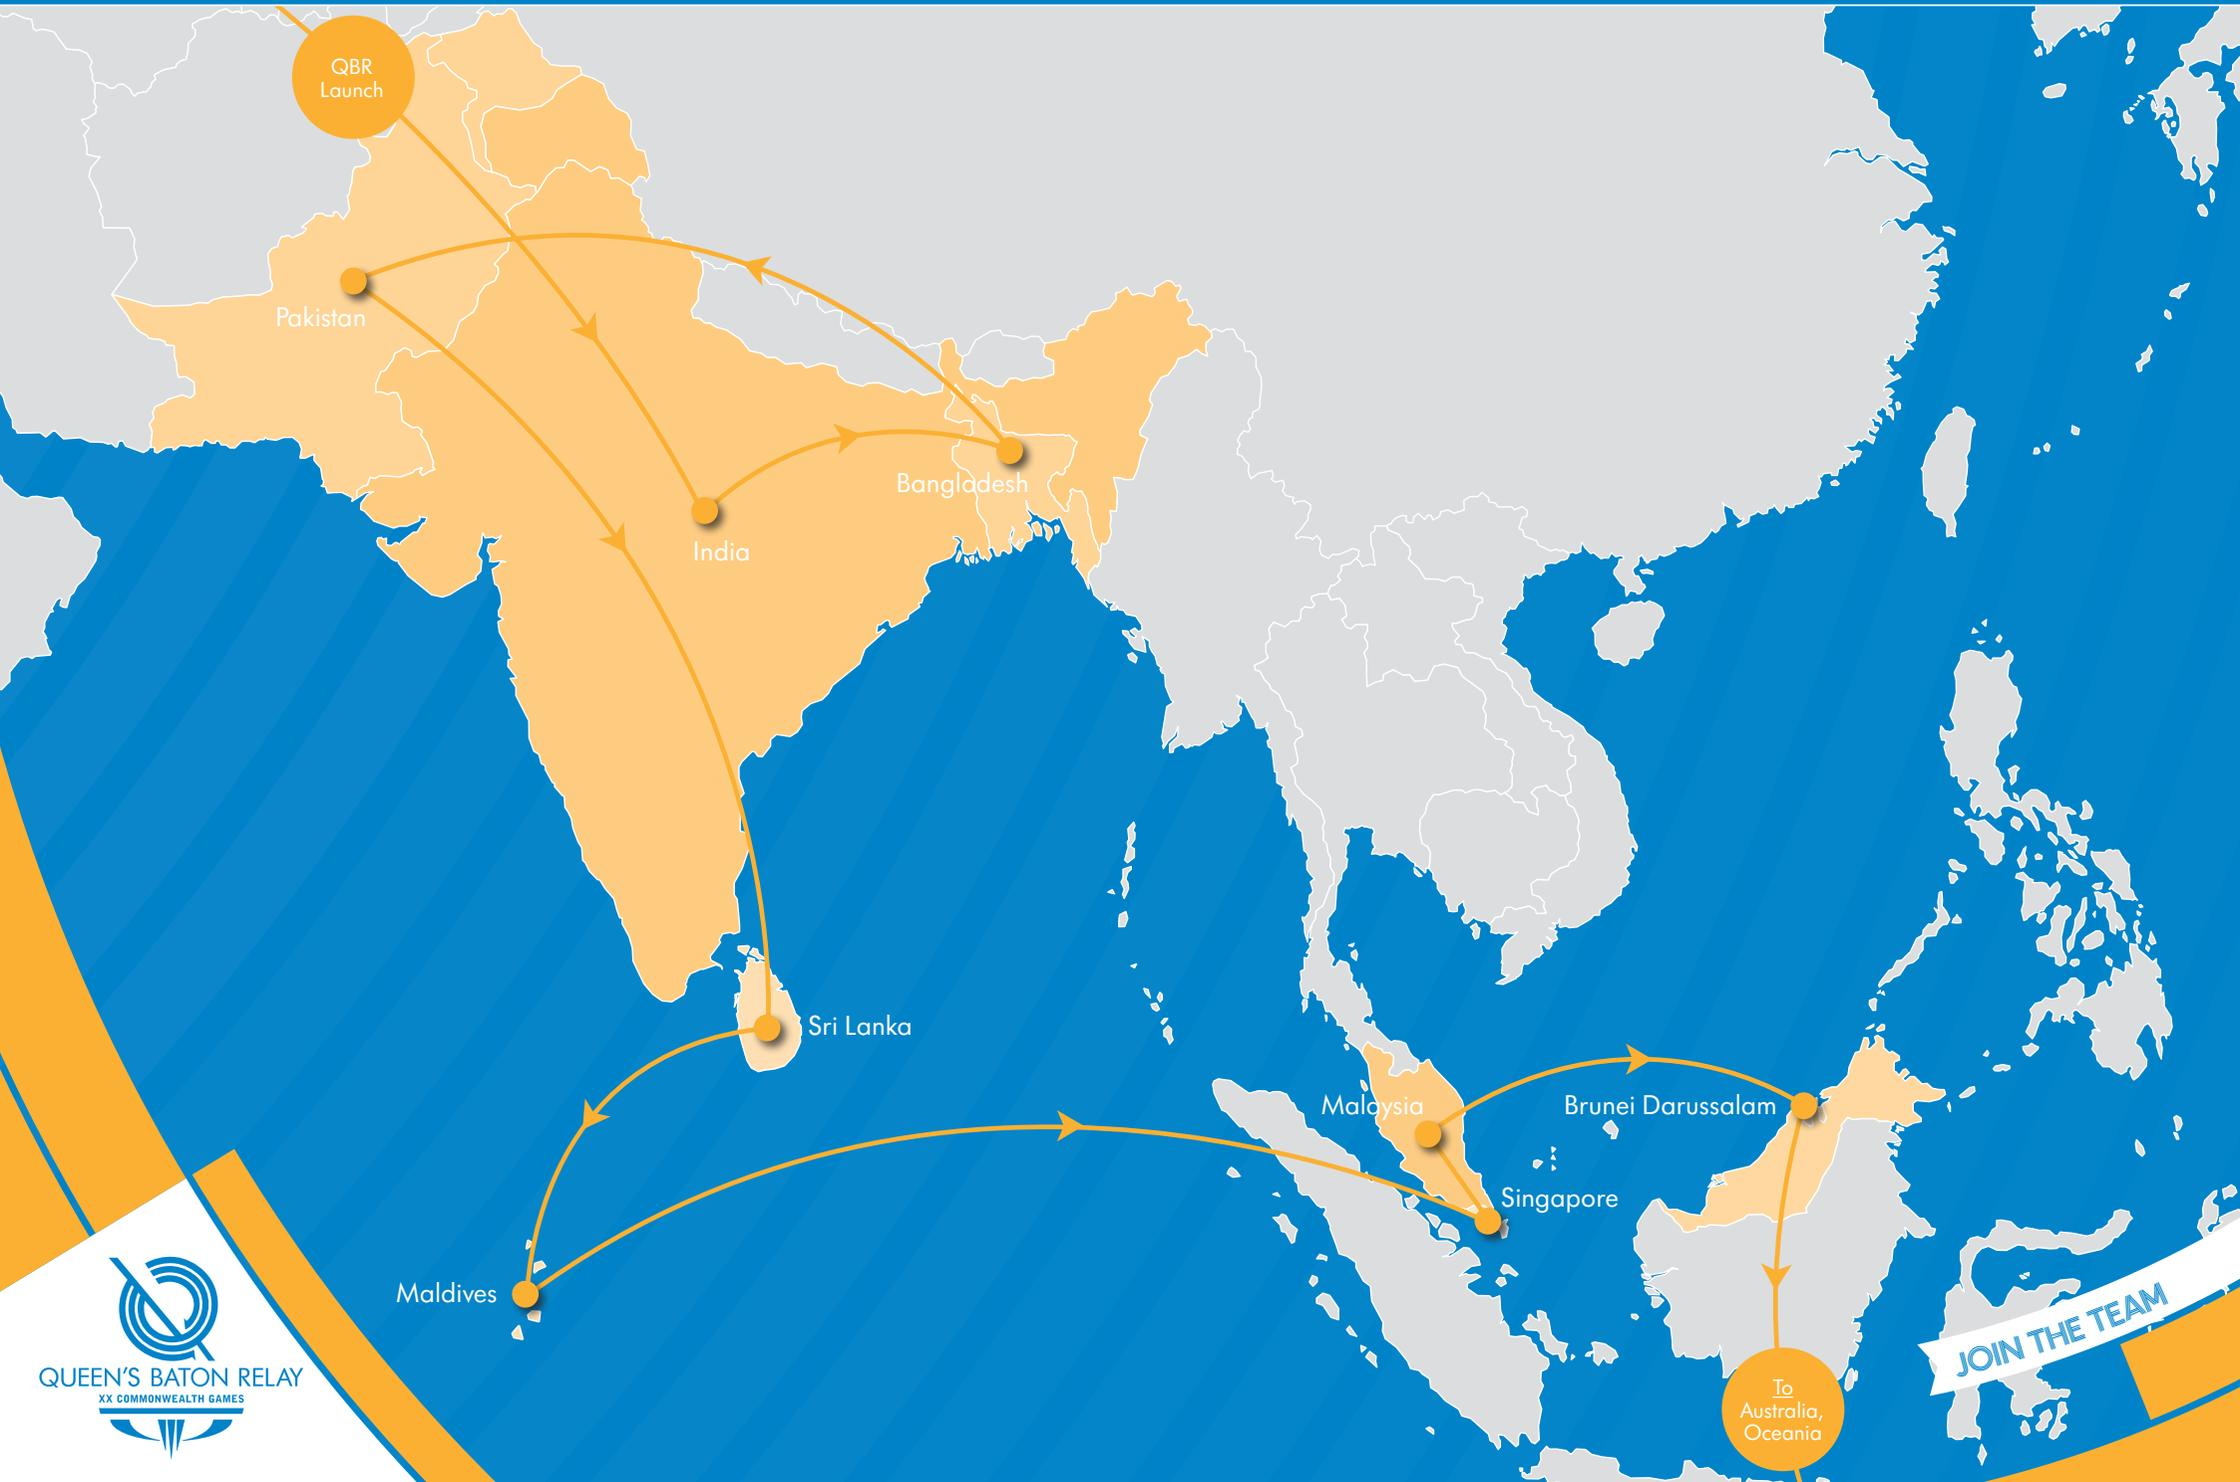 QBR
Launch
Pakistan
Bangladesh
India
Sri Lanka
Malaysia
Brunei Darussalam
Singapore
Maldives
JOIN THE TEAM
QUEEN'S BATON RELAY
XX COMMONWEALTH GAMES
To
Australia,
Oceania